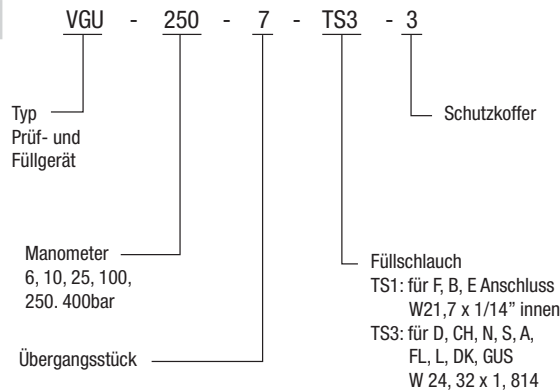 VGU - 250 - 7 - TS3 - 3
Typ
Prüf- und
Füllgerät
Schutzkoffer
Manometer
6, 10, 25, 100,
250. 400bar
Übergangsstück
Füllschlauch
TS1: für F, B, E Anschluss
W21,7 x 1/14” innen
TS3: für D, CH, N, S, A,
FL, L, DK, GUS
W 24, 32 x 1, 814